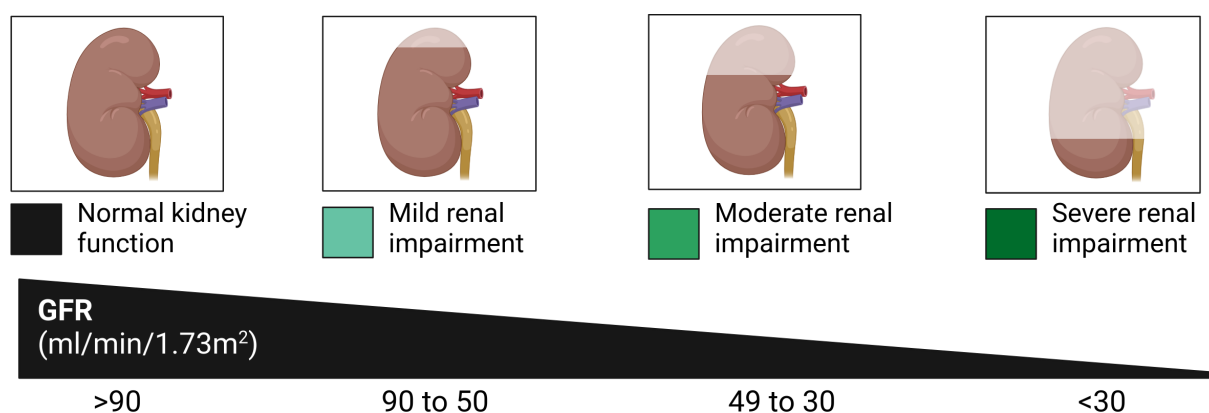 Normal kidney
function
Mild renal
impairment
Moderate renal
impairment
Severe renal
impairment
GFR
(ml/min/1.73m²)
>90
90 to 50
49 to 30
<30